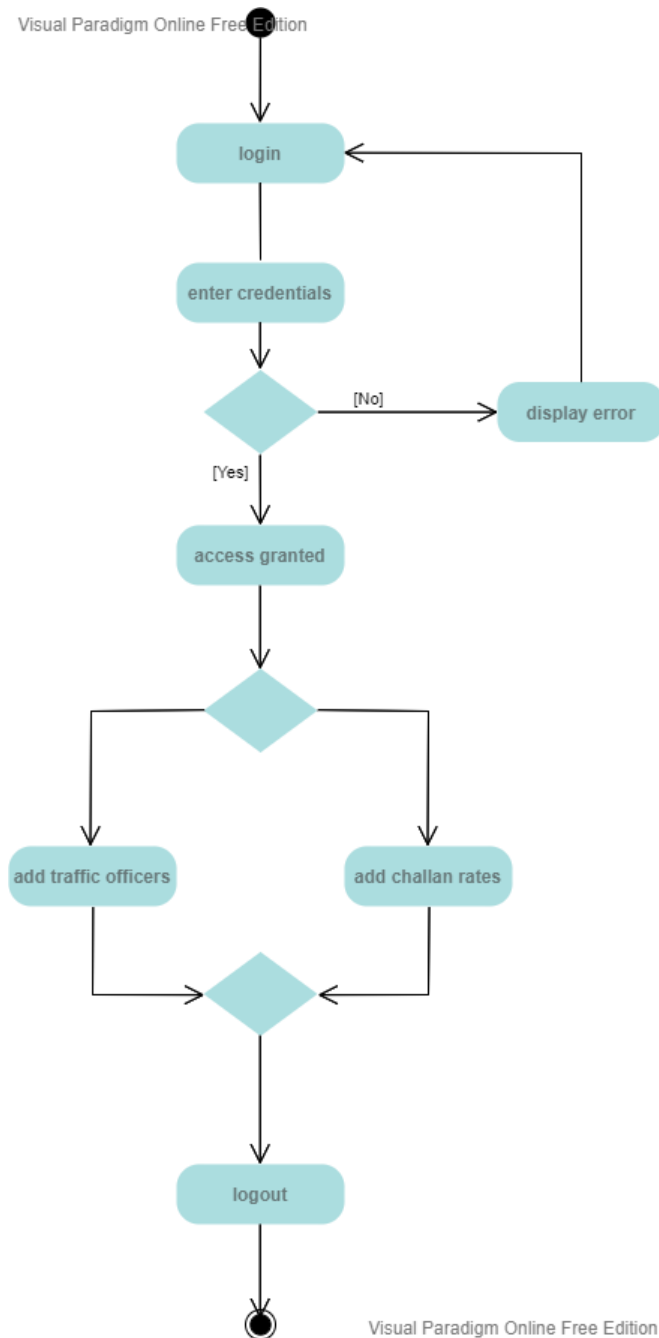 Visual Paradigm Online Free Edition
login
enter credentials
[No]
display error
[Yes]
access granted
add traffic officers
add challan rates
logout
Visual Paradigm Online Free Edition